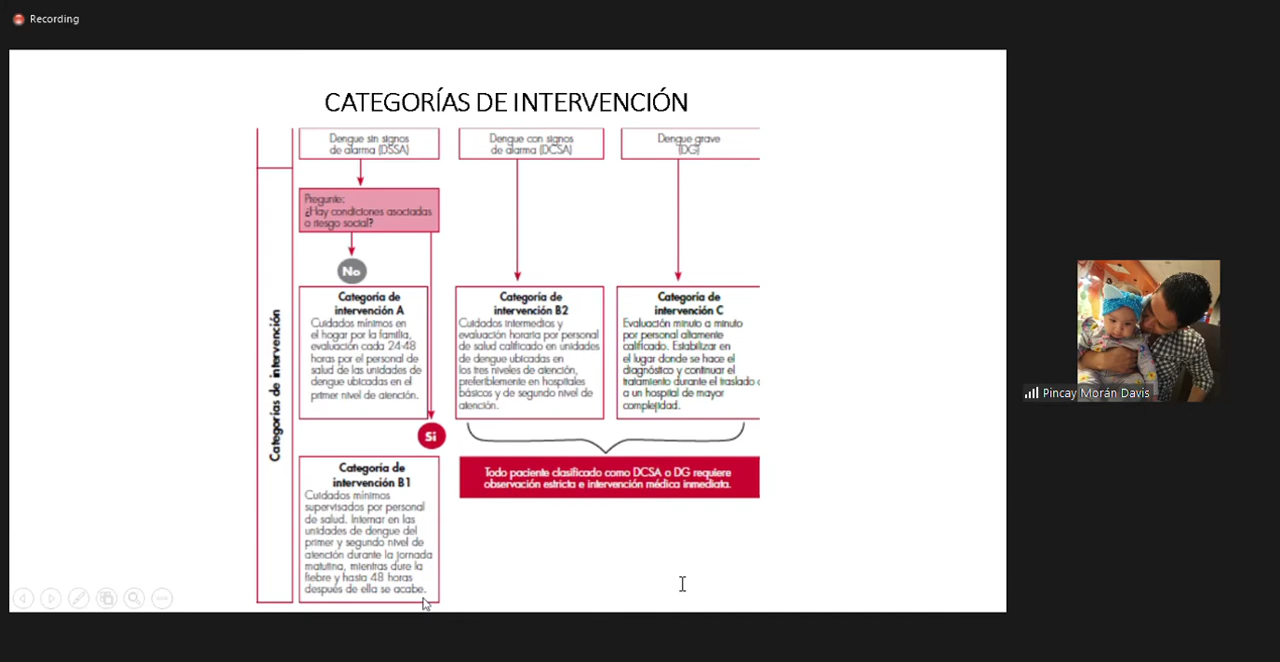 Recording
CATEGORÍAS DE INTERVENCIÓN
Dengue sin signos
de alarma (DSSA)
Dengue con signos
de alarma (DCSA)
Dengue grave
(DG)
Pregunte:
¿Hay condiciones asociadas
o riesgo social?
No
Categorías de intervención
Categoría de
intervención A
Cuidados mínimos en
el hogar por la familia,
evaluación cada 24-48
horas por el personal de
salud de las unidades de
dengue ubicadas en el
primer nivel de atención.
Categoría de
intervención B2
Cuidados intermedios y
evaluación horaria por personal
de salud calificado en unidades
de dengue ubicadas en
los tres niveles de atención,
preferiblemente en hospitales
básicos y de segundo nivel de
atención.
Categoría de
intervención C
Evaluación minuto a minuto
por personal altamente
calificado. Estabilizar en
el lugar donde se hace el
diagnóstico y continuar el
tratamiento durante el traslado
a un hospital de mayor
complejidad.
Si
Todo paciente clasificado como DCSA o DG requiere
observación estricta e intervención médica inmediata.
Categoría de
intervención B1
Cuidados mínimos
supervisados por personal
de salud. Internar en las
unidades de dengue del
primer y segundo nivel de
atención durante la jornada
matutina, mientras dure la
fiebre y hasta 48 horas
después de ella se acabe.
Pincay Morán Davis